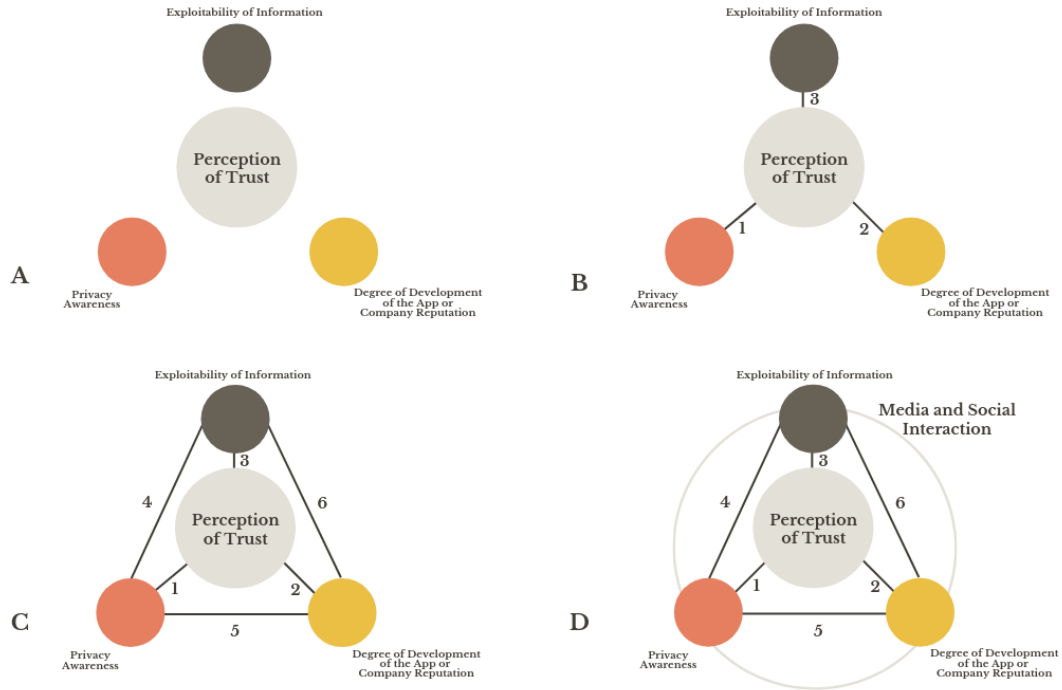 Exploitability of Information
Perception
of Trust
A
Privacy
Awareness
Degree of Development
of the App or
Company Reputation
Exploitability of Information
3
Perception
of Trust
1
2
B
Privacy
Awareness
Degree of Development
of the App or
Company Reputation
Exploitability of Information
3
4
6
Perception
of Trust
1
2
C
5
Privacy
Awareness
Degree of Development
of the App or
Company Reputation
Exploitability of Information
Media and Social
Interaction
3
4
6
Perception
of Trust
1
2
D
5
Privacy
Awareness
Degree of Development
of the App or
Company Reputation